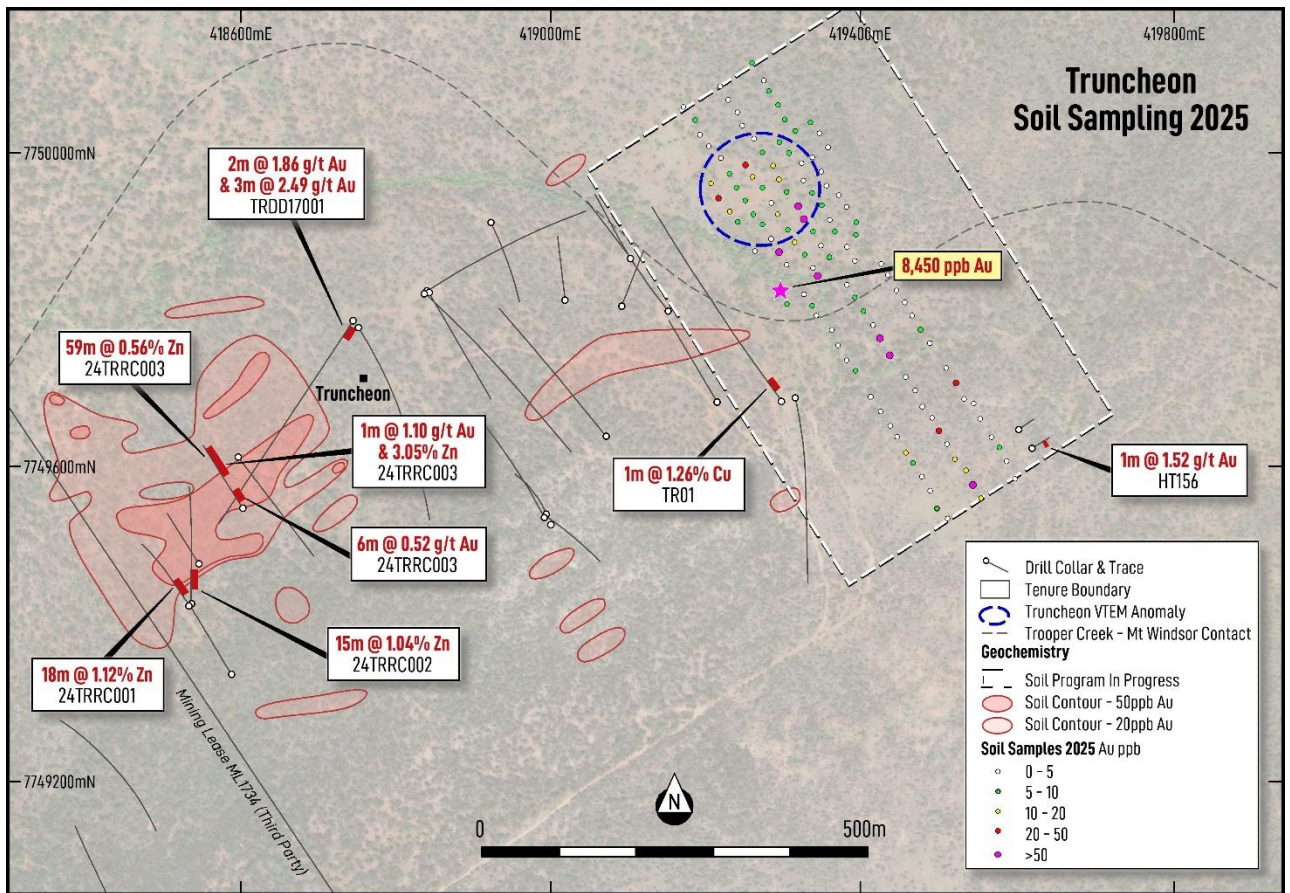 418600mE
419000mE
419400mE
419800mE
Truncheon
Soil Sampling 2025
7750000mN
2m @ 1.86 g/t Au
& 3m @ 2.49 g/t Au
TRDD17001
8,450 ppb Au
59m @ 0.56% Zn
24TRRC003
Truncheon
1m @ 1.10 g/t Au
& 3.05% Zn
24TRRC003
7749600mN
1m @ 1.26% Cu
TR01
1m @ 1.52 g/t Au
HT156
6m @ 0.52 g/t Au
24TRRC003
15m @ 1.04% Zn
24TRRC002
18m @ 1.12% Zn
24TRRC001
Mining Lease ML1734 (Third Party)
7749200mN
N
0
500m
Drill Collar & Trace
Tenure Boundary
Truncheon VTEM Anomaly
Trooper Creek - Mt Windsor Contact
Geochemistry
Soil Program In Progress
Soil Contour - 50ppb Au
Soil Contour - 20ppb Au
Soil Samples 2025 Au ppb
0 - 5
5 - 10
10 - 20
20 - 50
>50